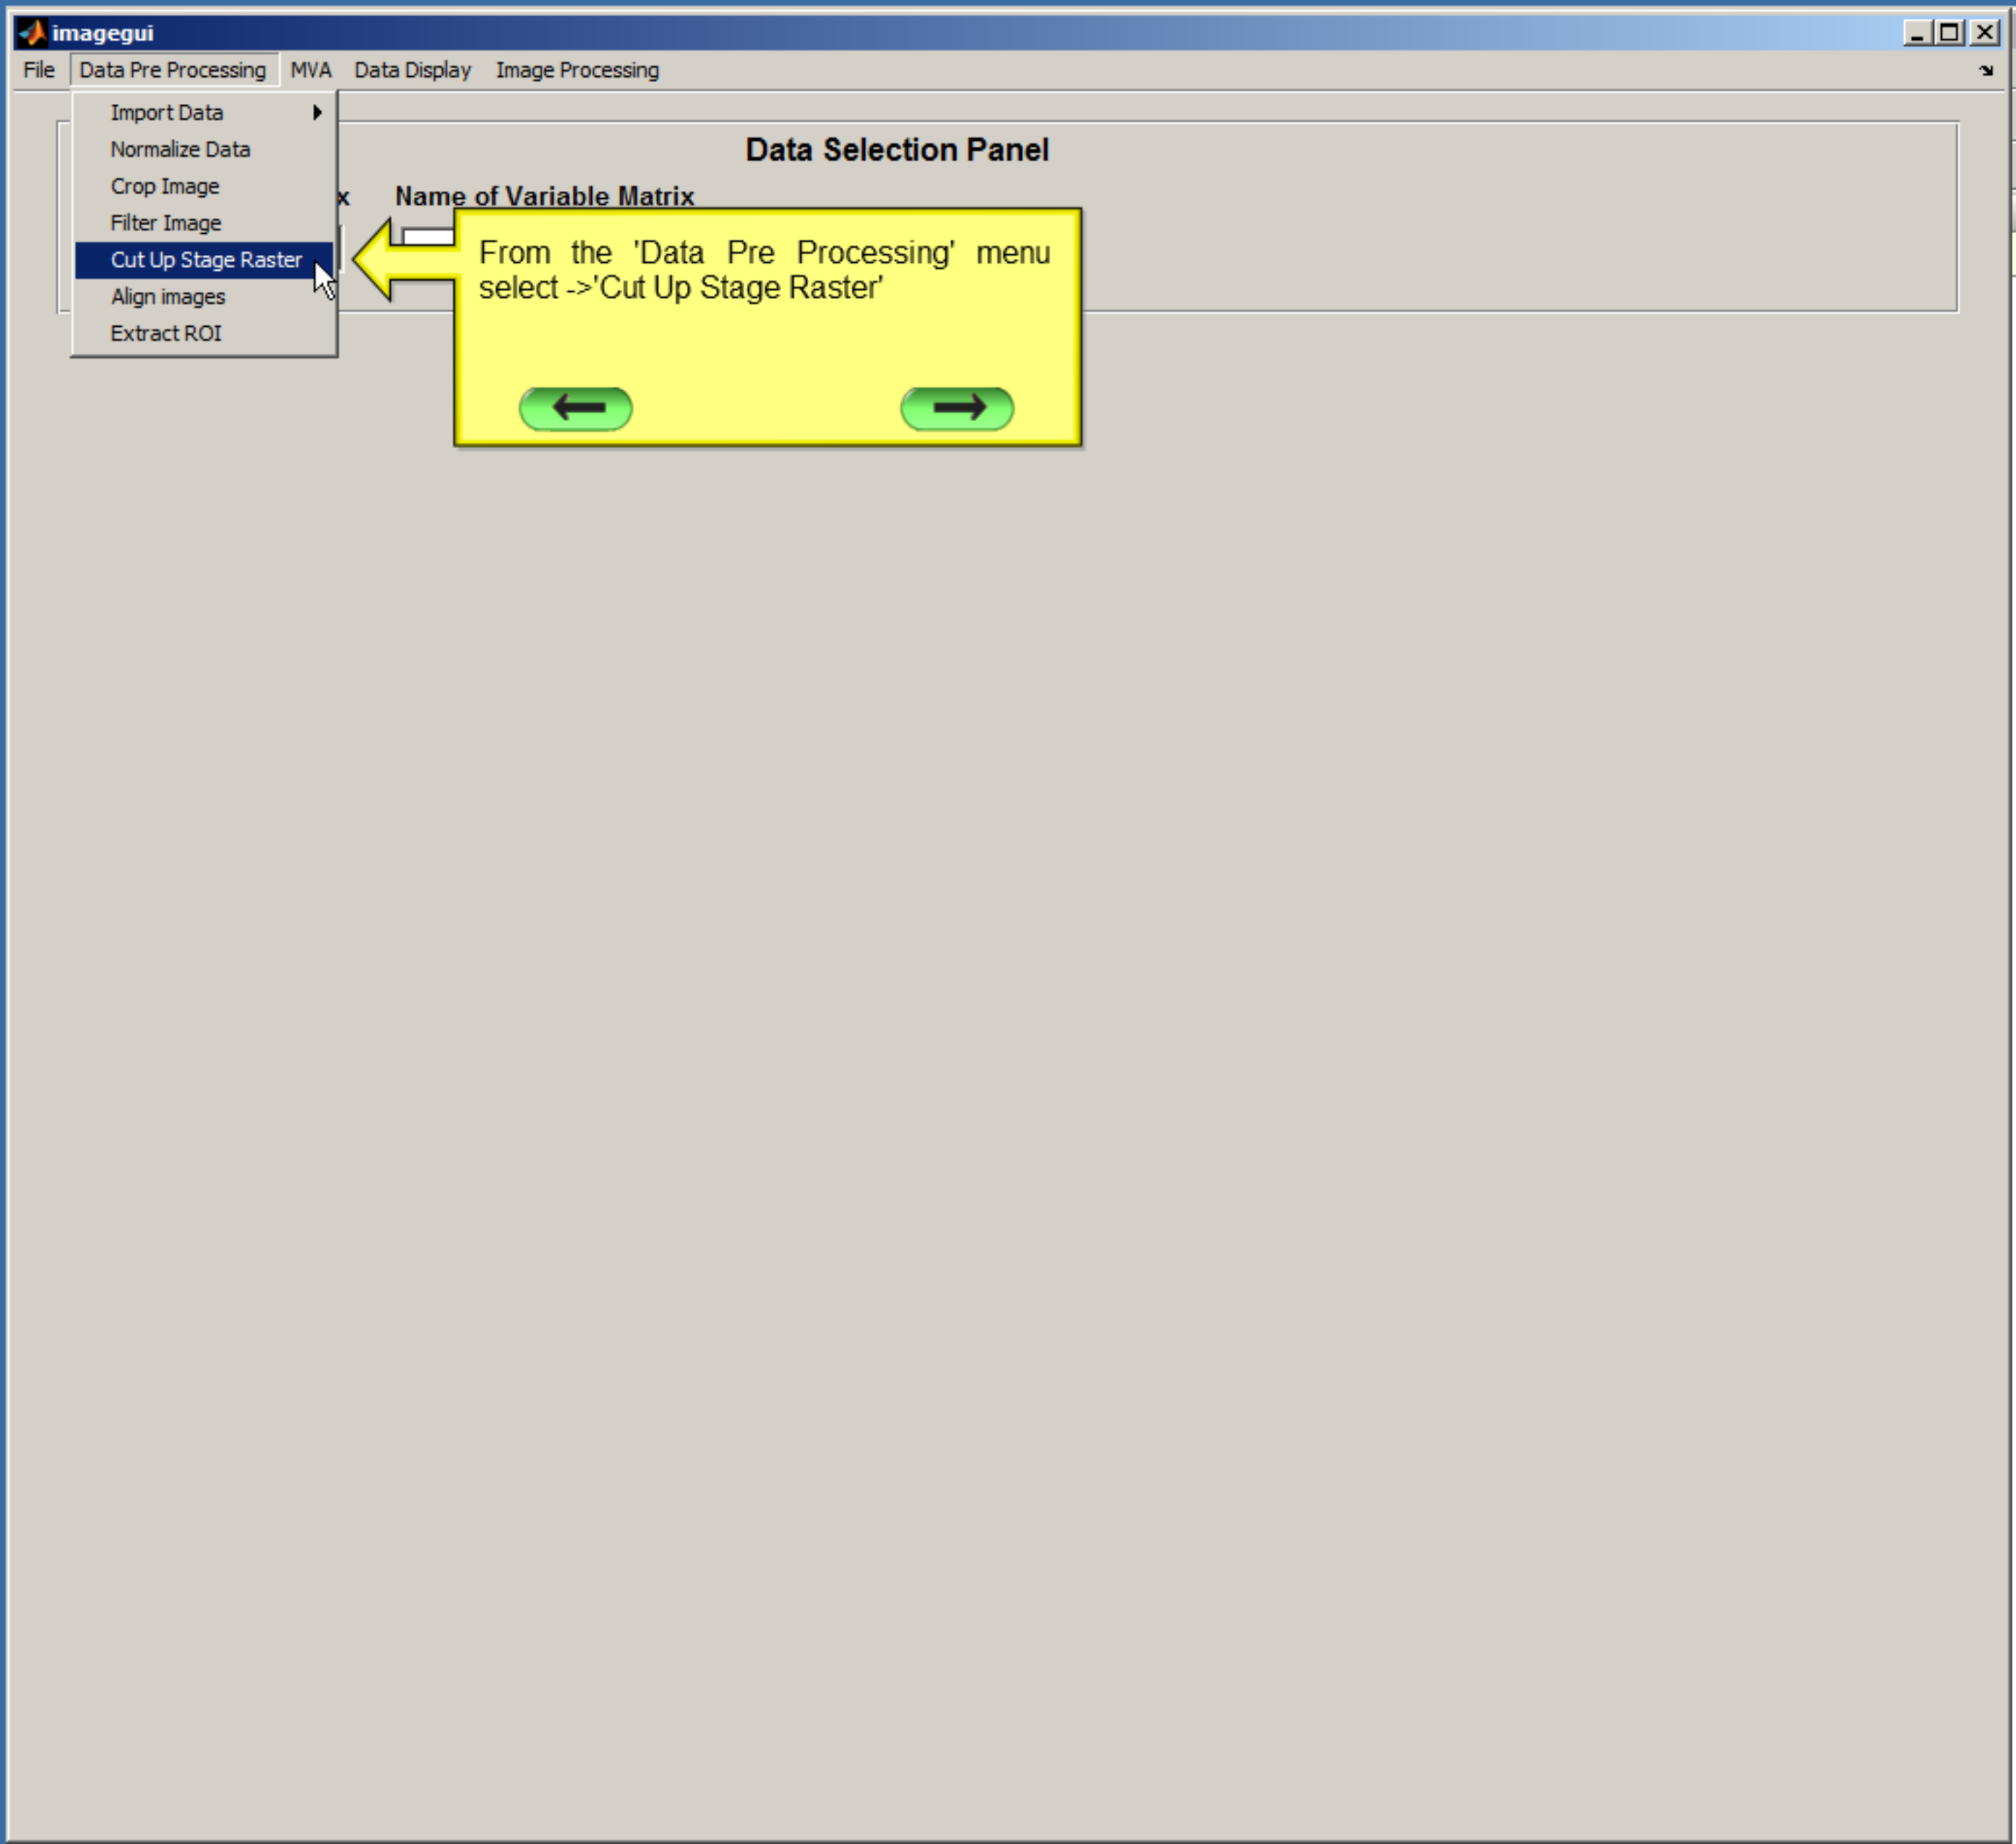 imagegui
File Data Pre Processing MVA Data Display Image Processing
Import Data
Normalize Data
Crop Image
Filter Image
Cut Up Stage Raster
Align images
Extract ROI
Data Selection Panel
x Name of Variable Matrix
From the 'Data Pre Processing' menu
select ->'Cut Up Stage Raster'